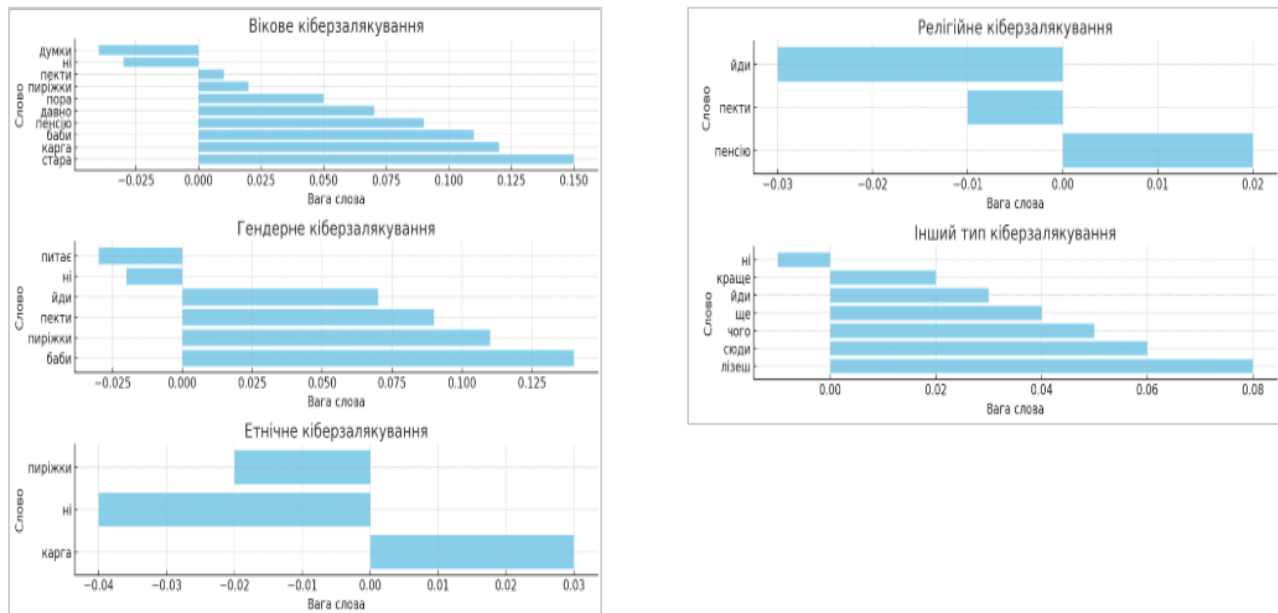 Вікове кіберзалякування
думки
ні
пекти
пиріжки
пора
давно
пенсію
баби
карга
стара
Слово
−0.025 0.000 0.025 0.050 0.075 0.100 0.125 0.150
Вага слова
Гендерне кіберзалякування
питає
ні
йди
пекти
пиріжки
баби
Слово
−0.025 0.000 0.025 0.050 0.075 0.100 0.125
Вага слова
Етнічне кіберзалякування
пиріжки
ні
карга
Слово
−0.04 −0.03 −0.02 −0.01 0.00 0.01 0.02 0.03
Вага слова
Релігійне кіберзалякування
йди
пекти
пенсію
Слово
−0.03 −0.02 −0.01 0.00 0.01 0.02
Вага слова
Інший тип кіберзалякування
ні
краще
йди
ще
чого
сюди
лізеш
Слово
0.00 0.02 0.04 0.06 0.08
Вага слова